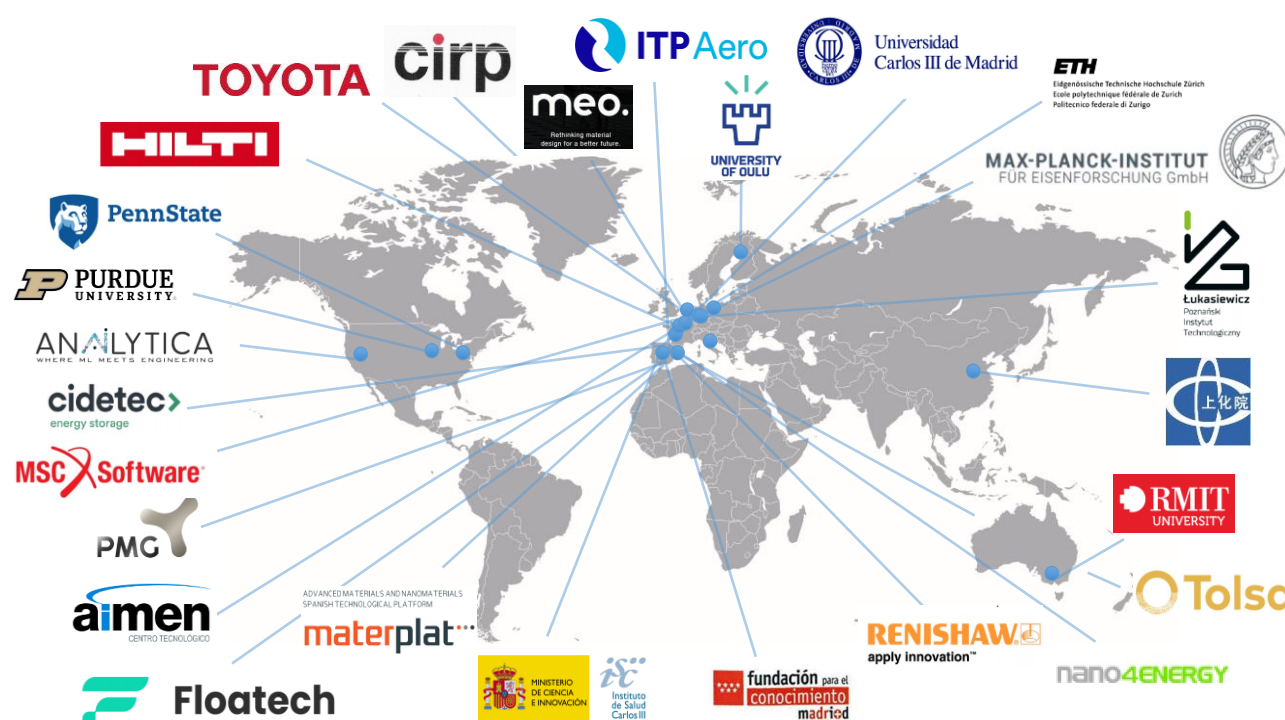 TOYOTA
cirp
ITP Aero
Universidad
Carlos III de Madrid
ETH
Eidgenössische Technische Hochschule Zürich
Ecole polytechnique fédérale de Zurich
Politecnico federale di Zurigo
meo.
Rethinking material
design for a better future.
UNIVERSITY
OF OULU
HILTI
MAX-PLANCK-INSTITUT
FÜR EISENFORSCHUNG GmbH
PennState
PURDUE
UNIVERSITY®
Łukasiewicz
Poznański
Instytut
Technologiczny
ANAILYTICA
WHERE ML MEETS ENGINEERING
cidetec>
energy storage
上化院
MSC Software®
RMIT
UNIVERSITY
PMG
Tolsa
aimen
CENTRO TECNOLÓGICO
ADVANCED MATERIALS AND NANOMATERIALS
SPANISH TECHNOLOGICAL PLATFORM
materplat
RENISHAW
apply innovation™
Floatech
MINISTERIO
DE CIENCIA
E INNOVACIÓN
isc
Instituto
de Salud
Carlos III
fundación para el
conocimiento
madri+d
nano4ENERGY